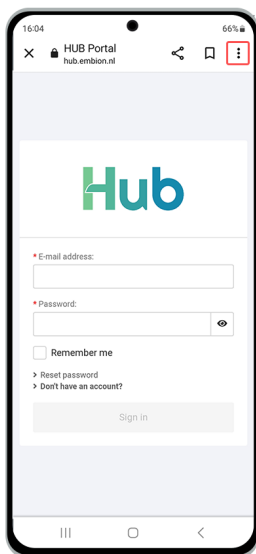 16:04
66%
HUB Portal
hub.embion.nl
Hub
* E-mail address:
* Password:
Remember me
> Reset password
> Don't have an account?
Sign in